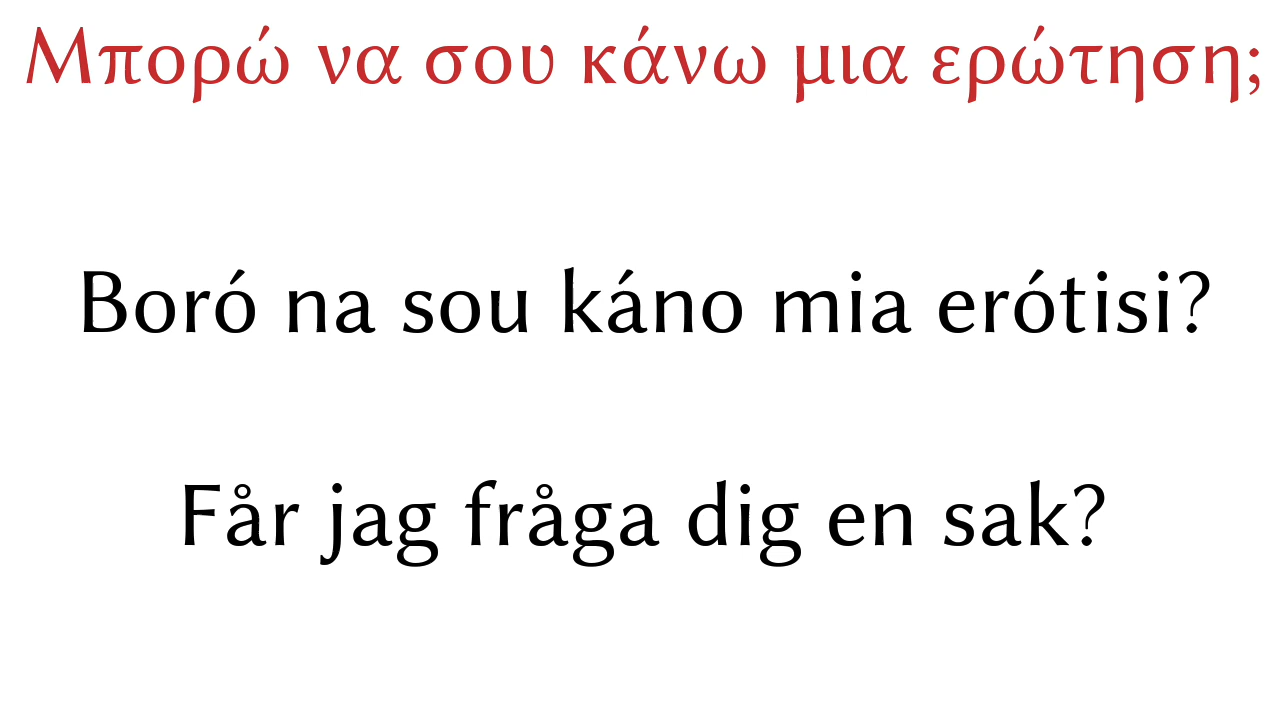 Μπορώ να σου κάνω μια ερώτηση;
Boró na sou káno mia erótisi?
Får jag fråga dig en sak?